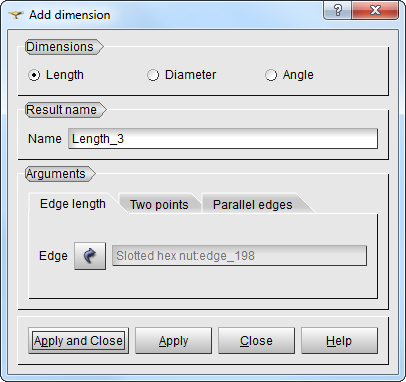 Add dimension
Dimensions
Length Diameter Angle
Result name
Name Length_3
Arguments
Edge length Two points Parallel edges
Edge Slotted hex nut:edge_198
Apply and Close Apply Close Help